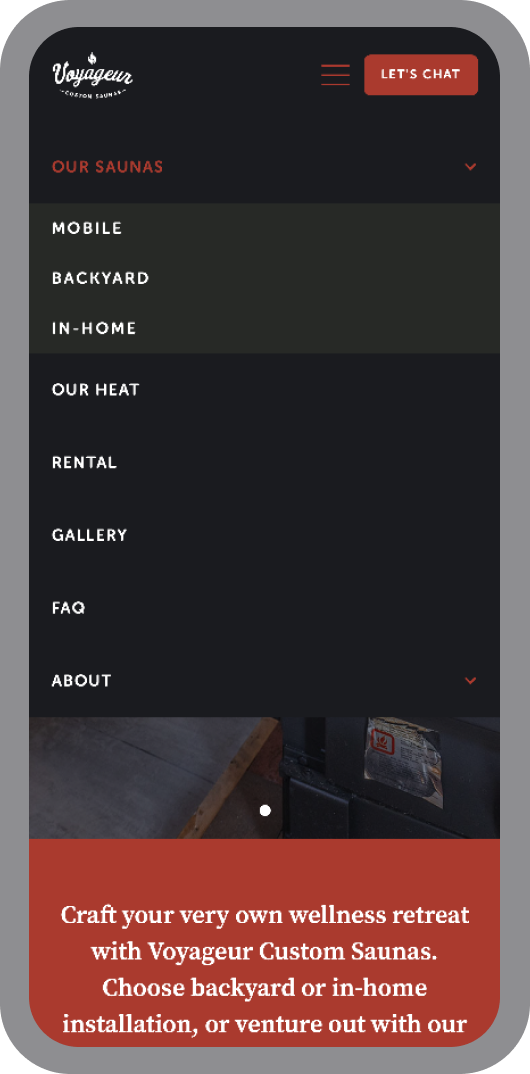 Voyageur
CUSTOM SAUNAS
LET'S CHAT
OUR SAUNAS
MOBILE
BACKYARD
IN-HOME
OUR HEAT
RENTAL
GALLERY
FAQ
ABOUT
Craft your very own wellness retreat
with Voyageur Custom Saunas.
Choose backyard or in-home
installation, or venture out with our